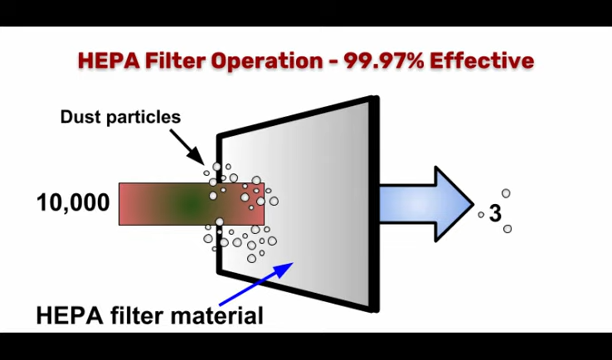 HEPA Filter Operation - 99.97% Effective
Dust particles
10,000
3
HEPA filter material